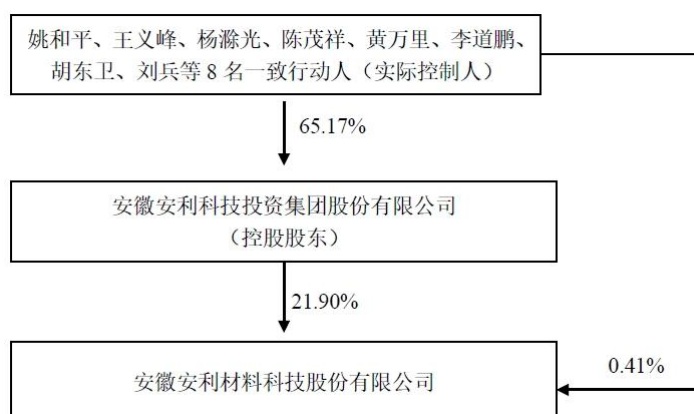 姚和平、王义峰、杨滁光、陈茂祥、黄万里、李道鹏、
胡东卫、刘兵等 8 名一致行动人（实际控制人）
65.17%
安徽安利科技投资集团股份有限公司
（控股股东）
21.90%
0.41%
安徽安利材料科技股份有限公司